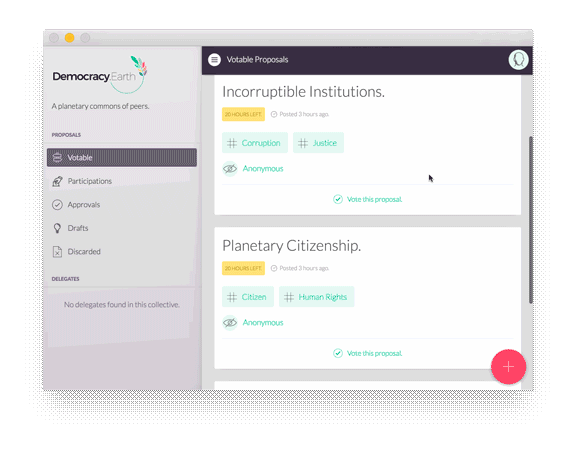 Democracy.Earth
A planetary commons of peers.
PROPOSALS
Votable
Participations
Approvals
Drafts
Discarded
DELEGATES
No delegates found in this collective.
Votable Proposals
Incorruptible Institutions.
20 HOURS LEFT
Posted 3 hours ago.
Corruption
Justice
Anonymous
Vote this proposal.
Planetary Citizenship.
20 HOURS LEFT
Posted 3 hours ago.
Citizen
Human Rights
Anonymous
Vote this proposal.